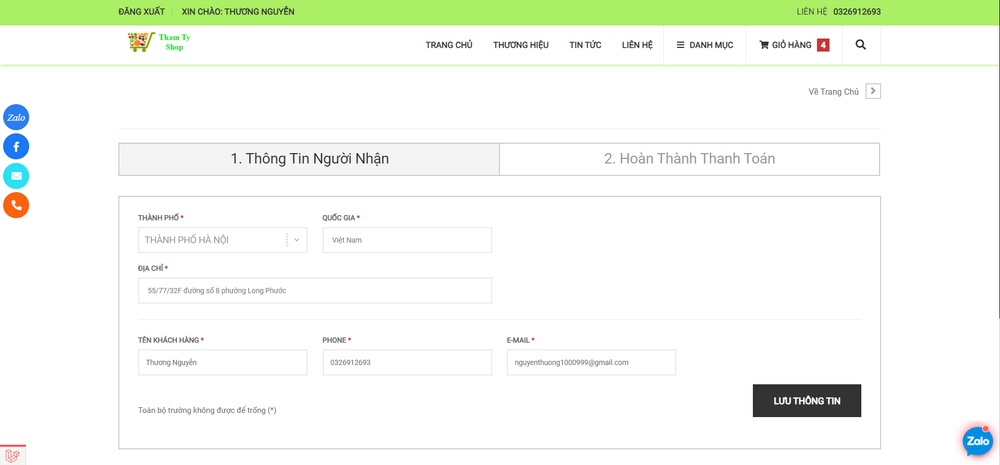 ĐĂNG XUẤT XIN CHÀO: THƯƠNG NGUYỄN LIÊN HỆ 0326912693
Tham Ty
Shop
TRANG CHỦ THƯƠNG HIỆU TIN TỨC LIÊN HỆ DANH MỤC GIỎ HÀNG 4
Về Trang Chủ
Zalo
1. Thông Tin Người Nhận 2. Hoàn Thành Thanh Toán
THÀNH PHỐ * QUỐC GIA *
THÀNH PHỐ HÀ NỘI Việt Nam
ĐỊA CHỈ *
55/77/32F đường số 8 phường Long Phước
TÊN KHÁCH HÀNG * PHONE * E-MAIL *
Thương Nguyễn 0326912693 nguyenthuong1000999@gmail.com
LƯU THÔNG TIN
Toàn bộ trường không được để trống (*)
Zalo